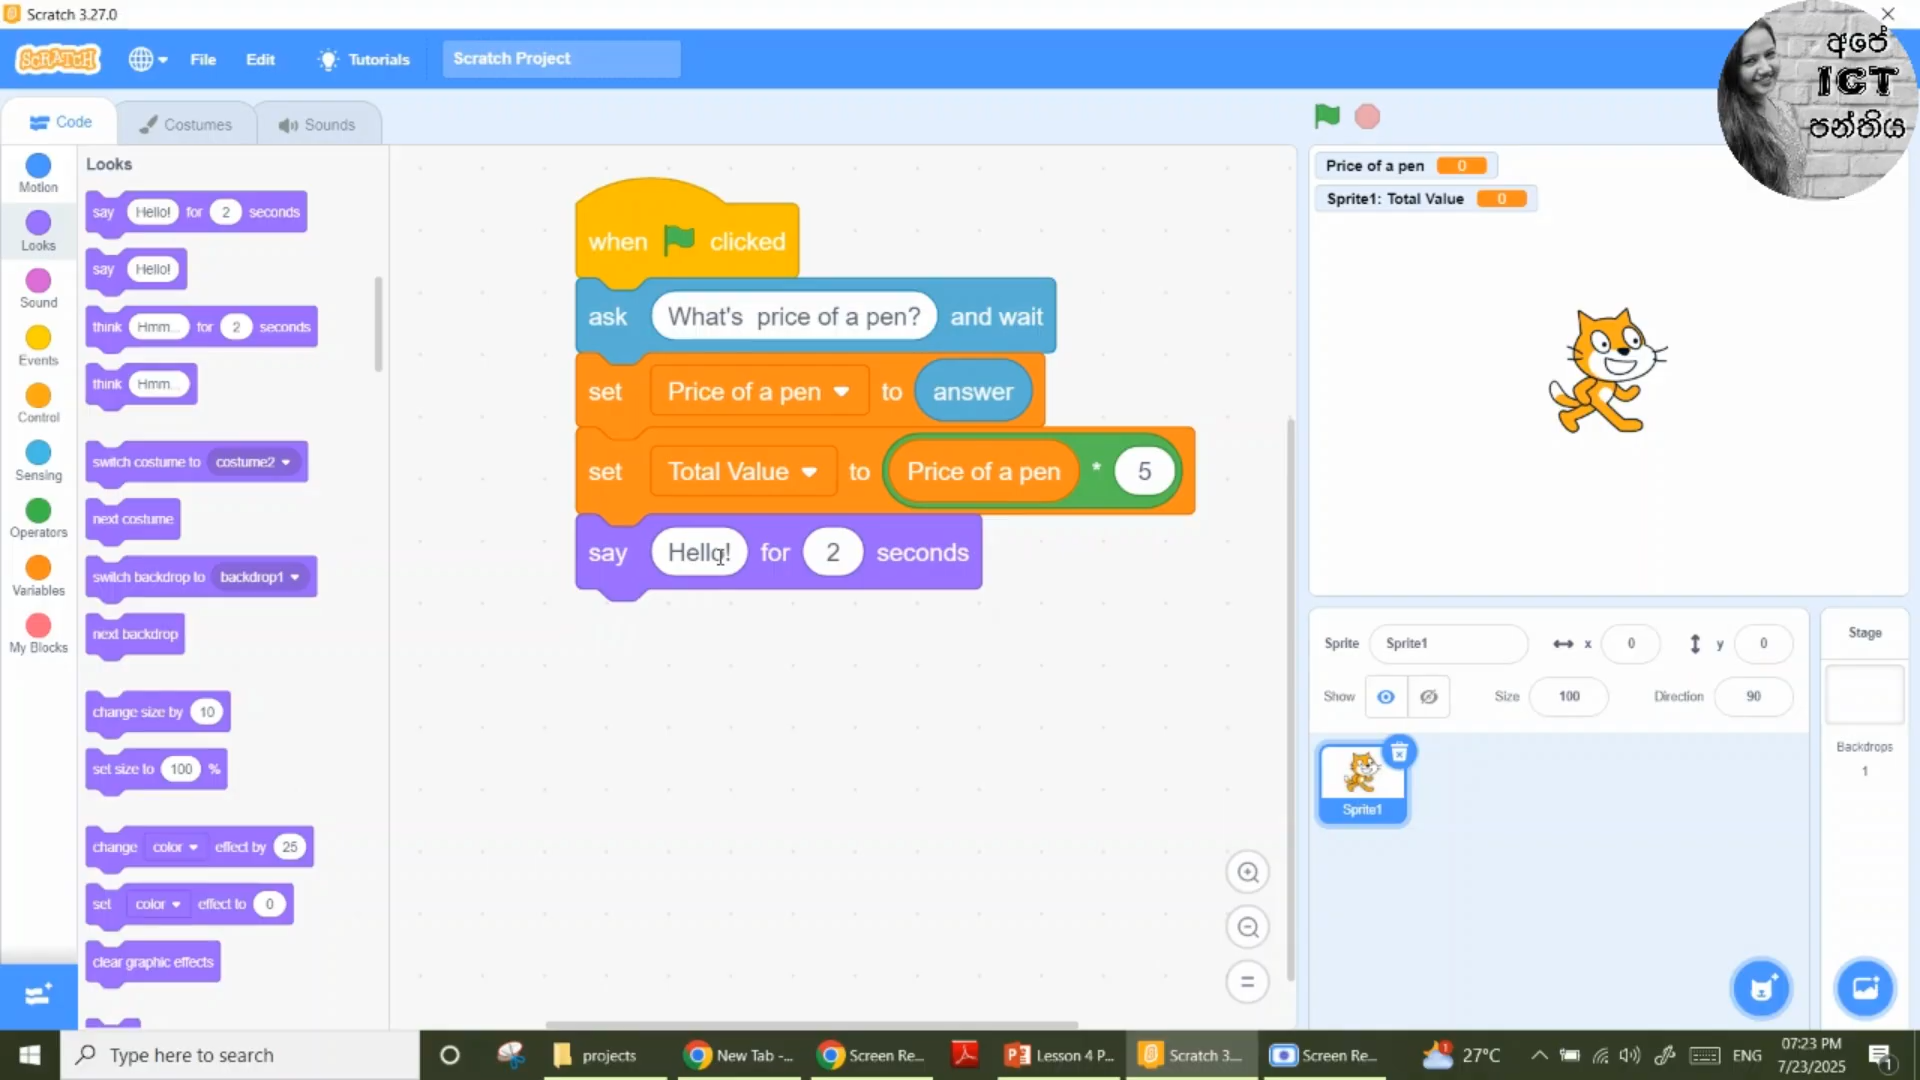 Scratch 3.27.0
SCRATCH File Edit Tutorials Scratch Project
අපේ
ICT
පන්තිය
Code Costumes Sounds
Motion
Looks
Sound
Events
Control
Sensing
Operators
Variables
My Blocks
Looks
say Hello! for 2 seconds
say Hello!
think Hmm... for 2 seconds
think Hmm...
switch costume to costume2
next costume
switch backdrop to backdrop1
next backdrop
change size by 10
set size to 100 %
change color effect by 25
set color effect to 0
clear graphic effects
when clicked
ask What's price of a pen? and wait
set Price of a pen to answer
set Total Value to Price of a pen * 5
say Hello! for 2 seconds
Price of a pen 0
Sprite1: Total Value 0
Sprite Sprite1 x 0 y 0
Show Size 100 Direction 90
Sprite1
Stage
Backdrops
1
Type here to search projects New Tab -... Screen Re... Lesson 4 P... Scratch 3.... Screen Re... 1 27°C ENG 07:23 PM
7/23/2025 1